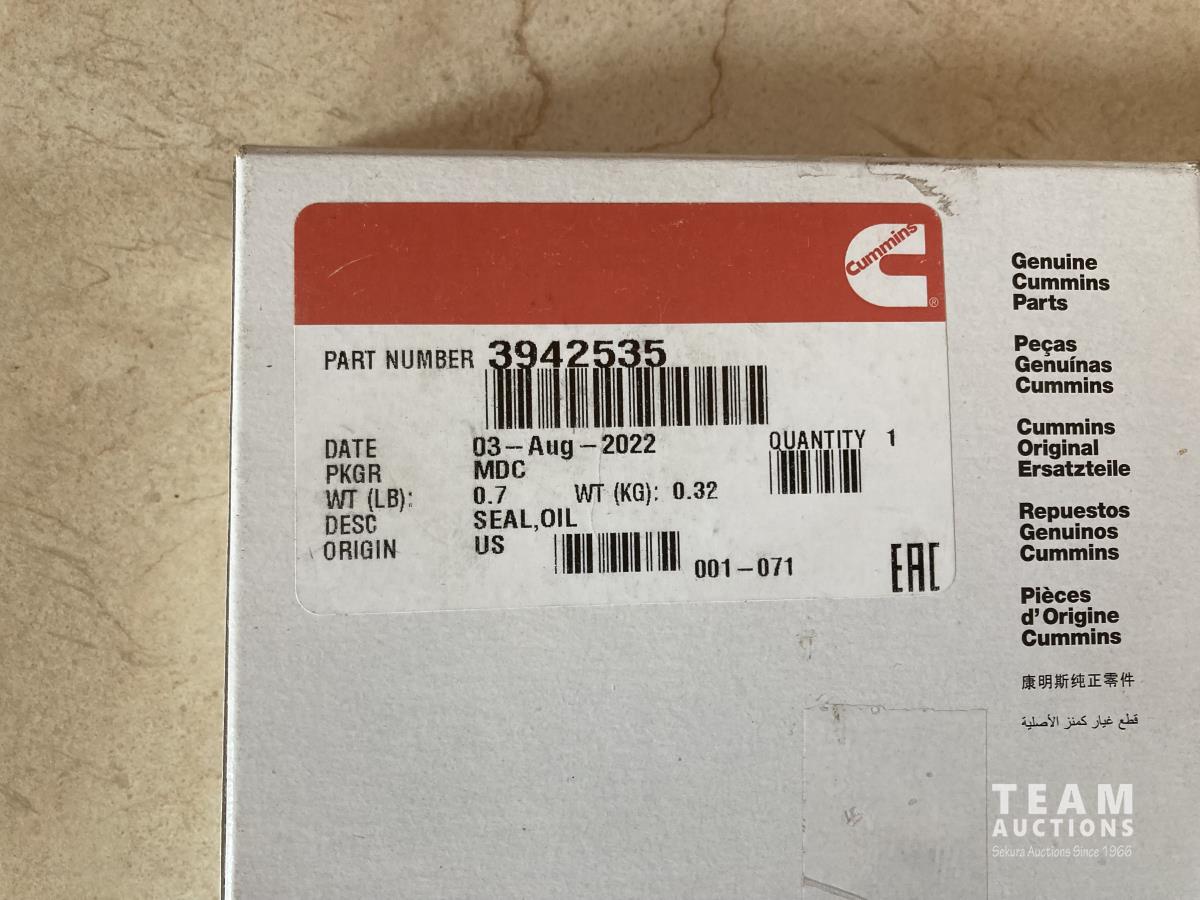 Cummins
®
PART NUMBER 3942535
DATE 03-Aug-2022 QUANTITY 1
PKGR MDC
WT (LB): 0.7 WT (KG): 0.32
DESC SEAL,OIL
ORIGIN US
001-071
EAC
Genuine
Cummins
Parts
Peças
Genuínas
Cummins
Cummins
Original
Ersatzteile
Repuestos
Genuinos
Cummins
Pièces
d'Origine
Cummins
康明斯纯正零件
قطع غيار كمنز الأصلية
TEAM
AUCTIONS
Sekura Auctions Since 1966